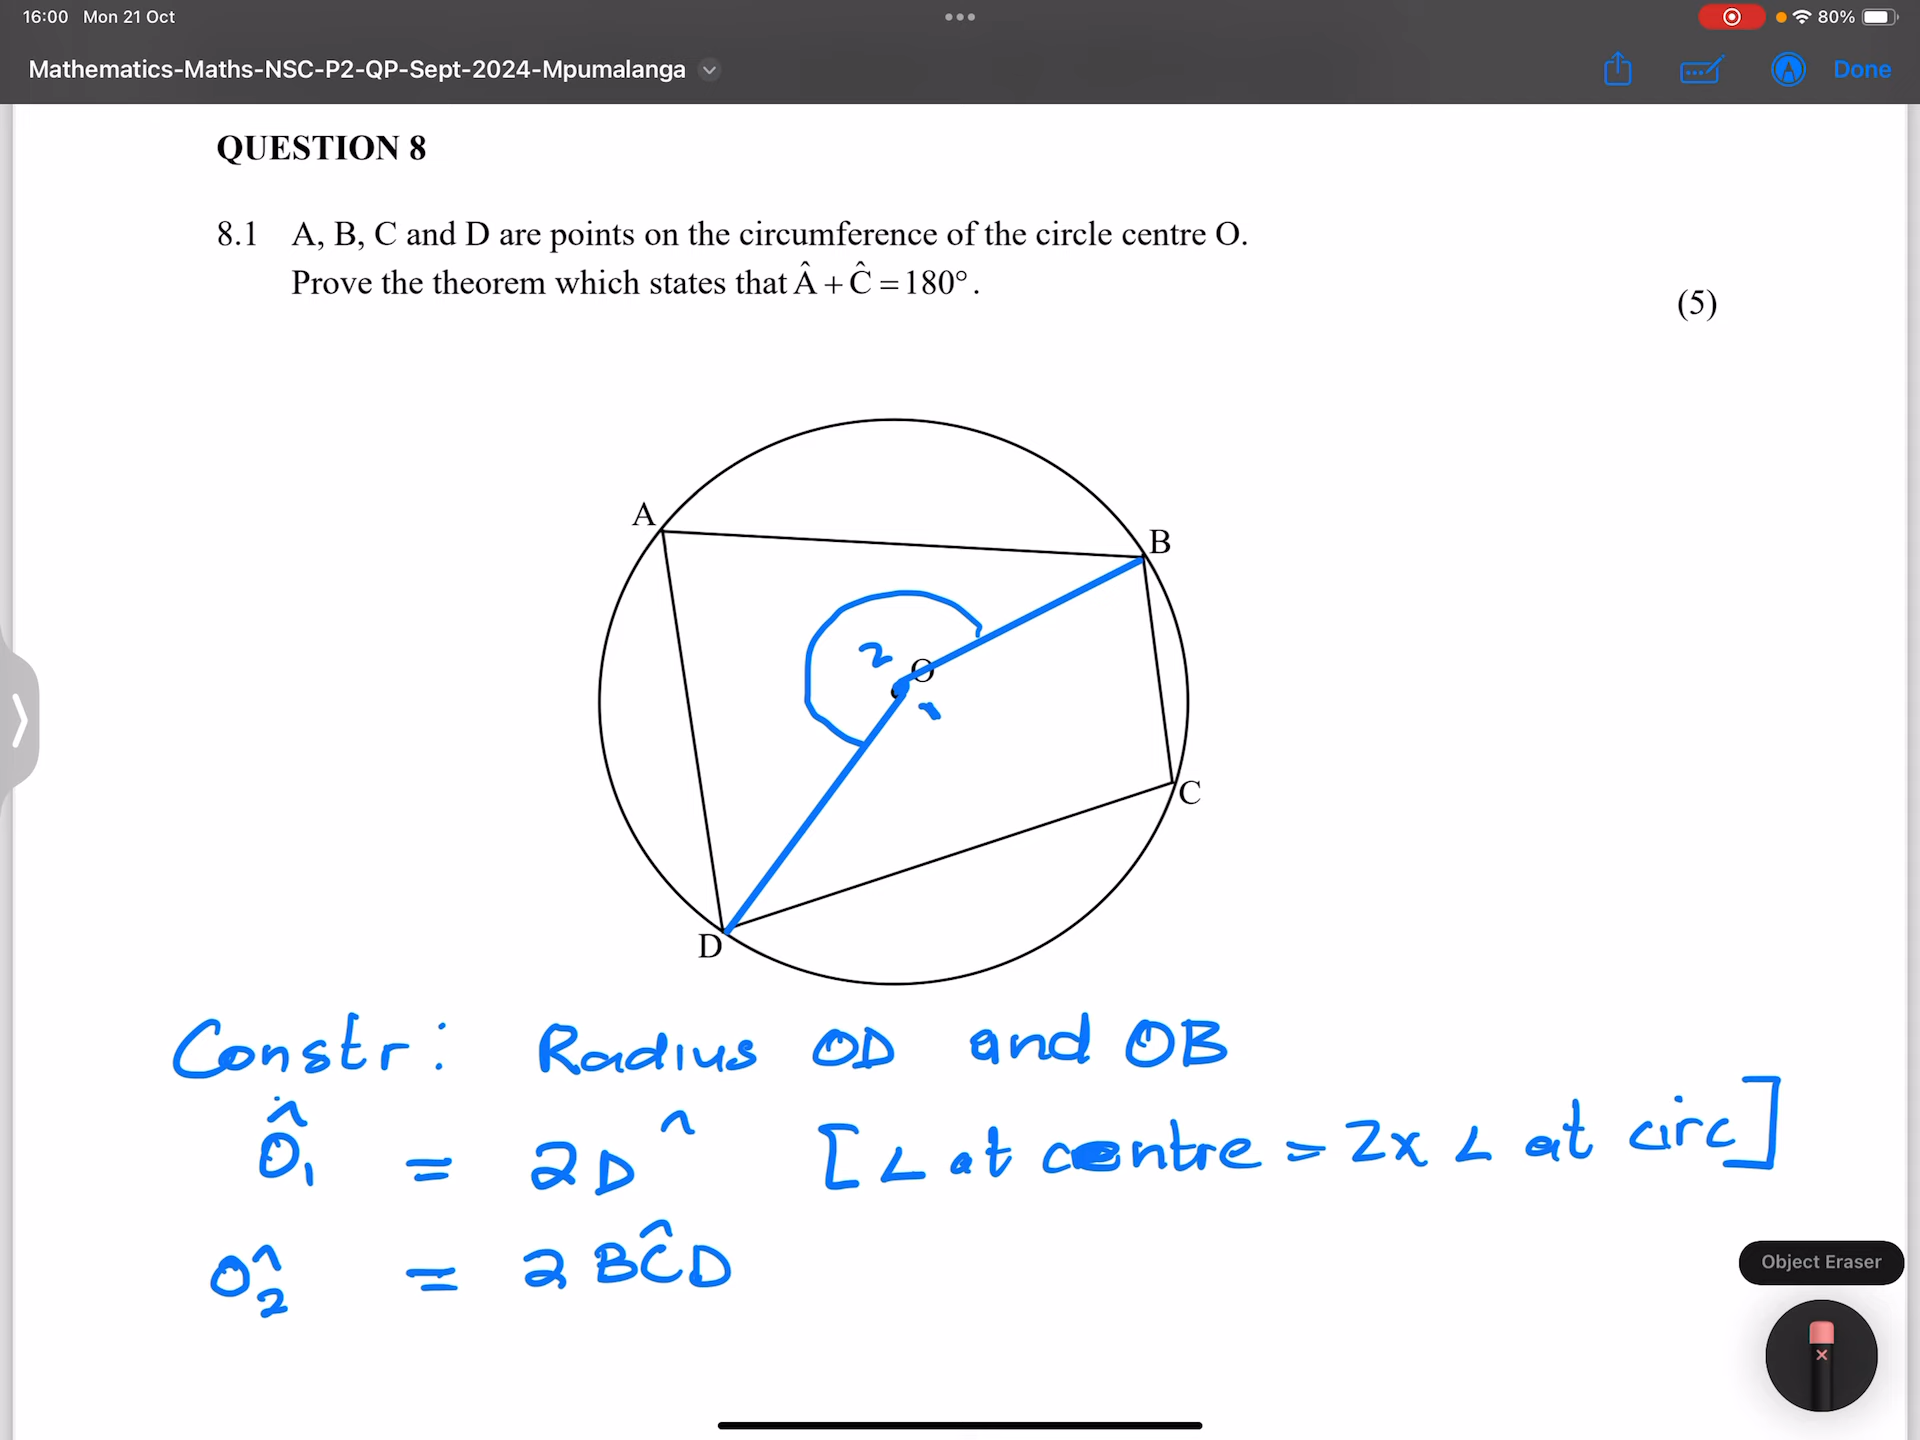 16:00 Mon 21 Oct
80%
Mathematics-Maths-NSC-P2-QP-Sept-2024-Mpumalanga
Done
QUESTION 8
8.1 A, B, C and D are points on the circumference of the circle centre O.
Prove the theorem which states that Â + Ĉ = 180°.
(5)
A
B
2
O
1
C
D
Constr: Radius OD and OB
Ô₁ = 2D̂ [∠ at centre = 2x ∠ at circ]
Ô₂ = 2 BĈD
Object Eraser